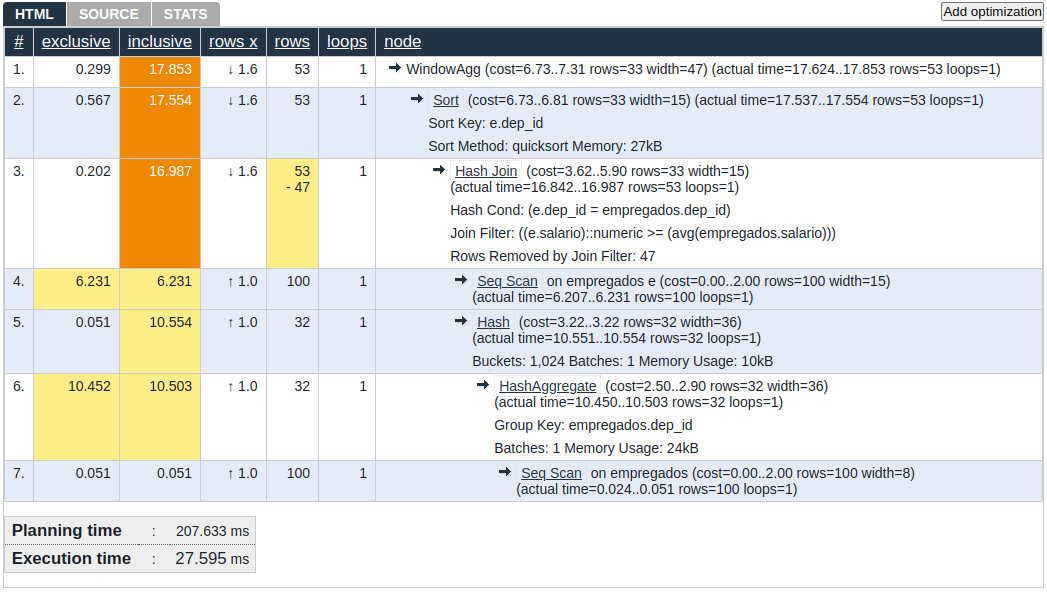 HTML SOURCE STATS Add optimization
# exclusive inclusive rows x rows loops node
1. 0.299 17.853 ↓ 1.6 53 1 → WindowAgg (cost=6.73..7.31 rows=33 width=47) (actual time=17.624..17.853 rows=53 loops=1)
2. 0.567 17.554 ↓ 1.6 53 1 → Sort (cost=6.73..6.81 rows=33 width=15) (actual time=17.537..17.554 rows=53 loops=1)
Sort Key: e.dep_id
Sort Method: quicksort Memory: 27kB
3. 0.202 16.987 ↓ 1.6 53 1 → Hash Join (cost=3.62..5.90 rows=33 width=15)
- 47 (actual time=16.842..16.987 rows=53 loops=1)
Hash Cond: (e.dep_id = empregados.dep_id)
Join Filter: ((e.salario)::numeric >= (avg(empregados.salario)))
Rows Removed by Join Filter: 47
4. 6.231 6.231 ↑ 1.0 100 1 → Seq Scan on empregados e (cost=0.00..2.00 rows=100 width=15)
(actual time=6.207..6.231 rows=100 loops=1)
5. 0.051 10.554 ↑ 1.0 32 1 → Hash (cost=3.22..3.22 rows=32 width=36)
(actual time=10.551..10.554 rows=32 loops=1)
Buckets: 1,024 Batches: 1 Memory Usage: 10kB
6. 10.452 10.503 ↑ 1.0 32 1 → HashAggregate (cost=2.50..2.90 rows=32 width=36)
(actual time=10.450..10.503 rows=32 loops=1)
Group Key: empregados.dep_id
Batches: 1 Memory Usage: 24kB
7. 0.051 0.051 ↑ 1.0 100 1 → Seq Scan on empregados (cost=0.00..2.00 rows=100 width=8)
(actual time=0.024..0.051 rows=100 loops=1)
Planning time : 207.633 ms
Execution time : 27.595 ms